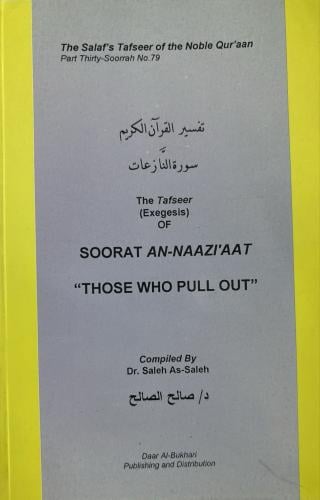 The Salaf's Tafseer of the Noble Qur'aan
Part Thirty-Soorrah No.79
تفسير القرآن الكريم
سورة النازعات
The Tafseer
(Exegesis)
OF
SOORAT AN-NAAZI'AAT
"THOSE WHO PULL OUT"
Compiled By
Dr. Saleh As-Saleh
د/ صالح الصالح
Daar Al-Bukhari
Publishing and Distribution